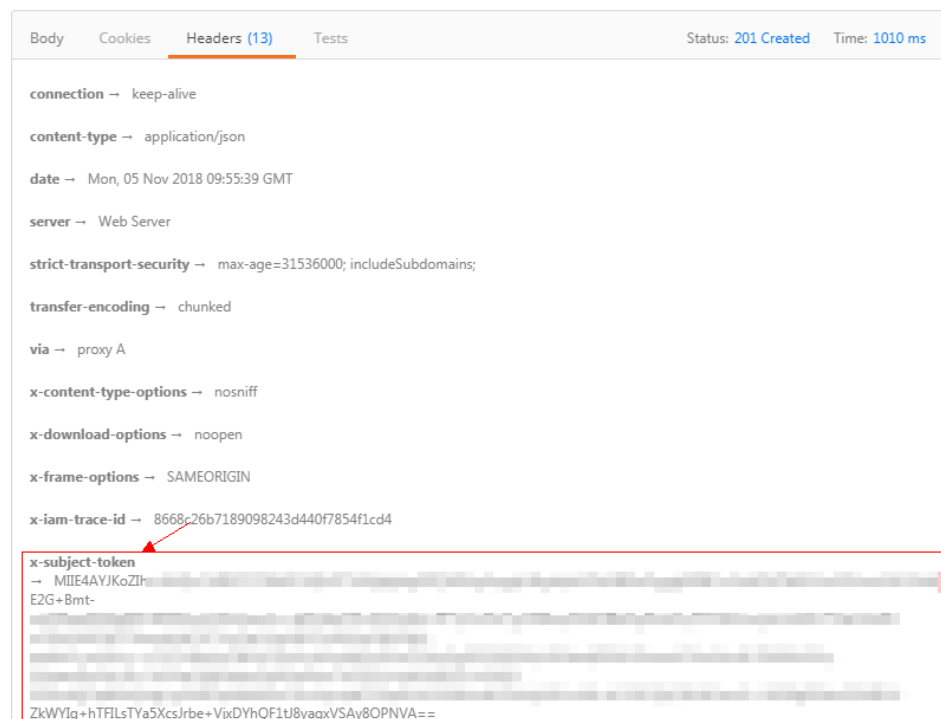 Body Cookies Headers (13) Tests Status: 201 Created Time: 1010 ms
connection → keep-alive
content-type → application/json
date → Mon, 05 Nov 2018 09:55:39 GMT
server → Web Server
strict-transport-security → max-age=31536000; includeSubdomains;
transfer-encoding → chunked
via → proxy A
x-content-type-options → nosniff
x-download-options → noopen
x-frame-options → SAMEORIGIN
x-iam-trace-id → 8668c26b7189098243d440f7854f1cd4
x-subject-token
→ MIIE4AYJKoZIh
E2G+Bmt-
ZkWYIq+hTFILsTYa5XcsJrbe+VjxDYhQF1tJ8yaqxVSAy8OPNVA==